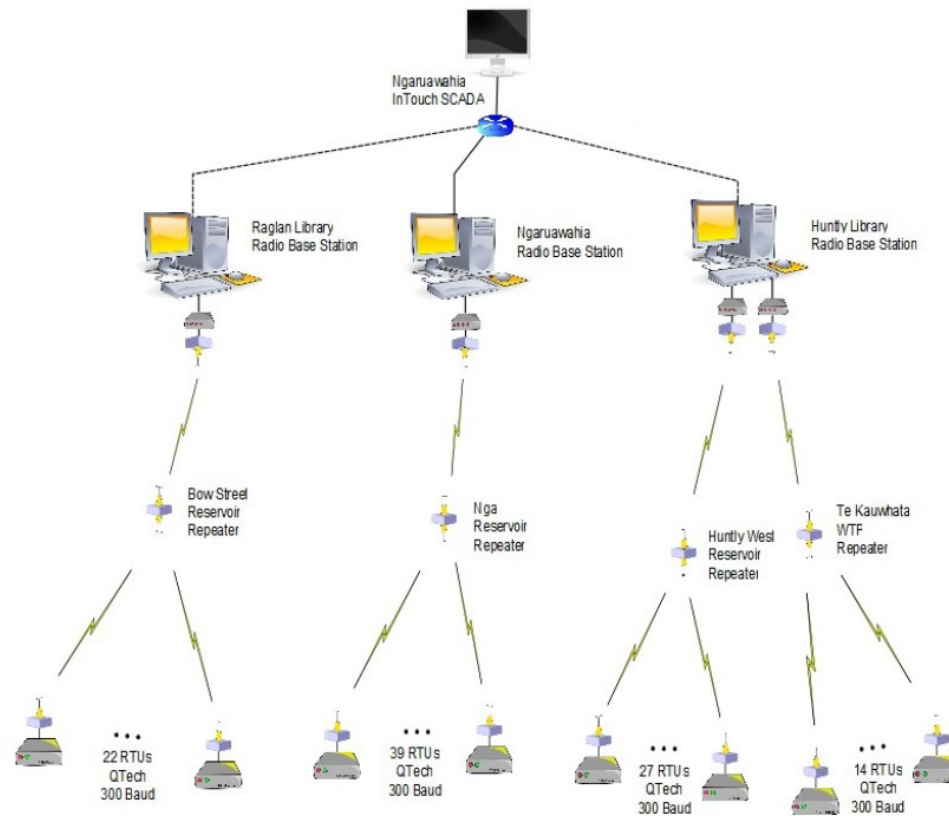 Ngaruawahia
InTouch SCADA
Raglan Library
Radio Base Station
Ngaruawahia
Radio Base Station
Huntly Library
Radio Base Station
Bow Street
Reservoir
Repeater
Nga
Reservoir
Repeater
Huntly West
Reservoir
Repeater
Te Kauwhata
WTF
Repeater
22 RTUs
QTech
300 Baud
39 RTUs
QTech
300 Baud
27 RTUs
QTech
300 Baud
14 RTUs
QTech
300 Baud